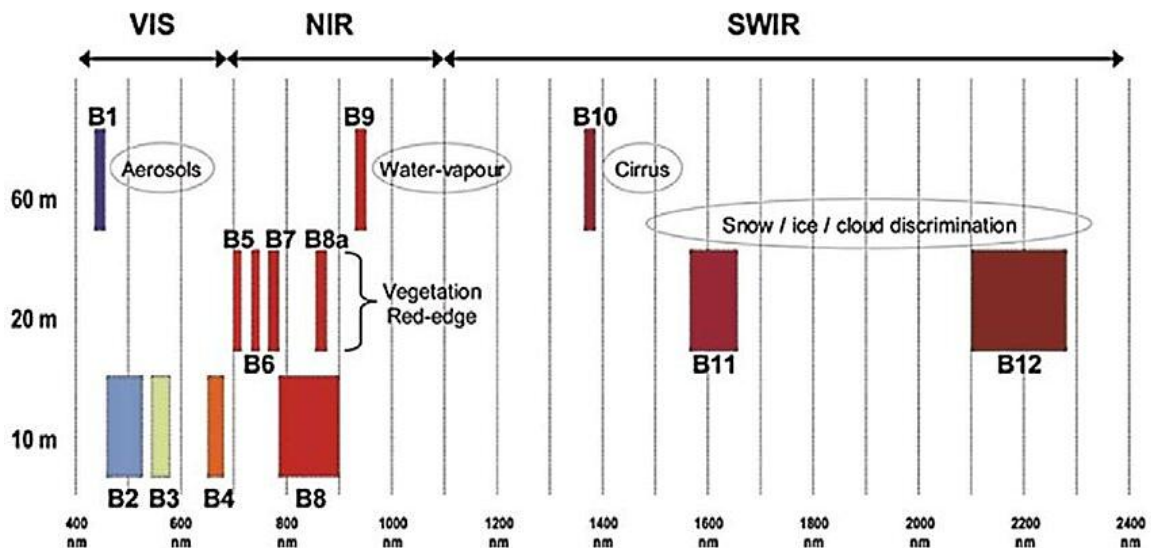 VIS NIR SWIR
B1 B9 B10
Aerosols Water-vapour Cirrus
60 m
Snow / ice / cloud discrimination
B5 B7 B8a
Vegetation
20 m
Red-edge
B6 B11 B12
10 m
B2 B3 B4 B8
400 600 800 1000 1200 1400 1600 1800 2000 2200 2400
nm nm nm nm nm nm nm nm nm nm nm